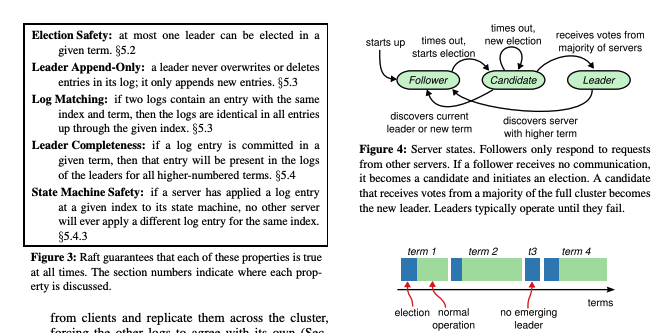 Election Safety: at most one leader can be elected in a
given term. §5.2
Leader Append-Only: a leader never overwrites or deletes
entries in its log; it only appends new entries. §5.3
Log Matching: if two logs contain an entry with the same
index and term, then the logs are identical in all entries
up through the given index. §5.3
Leader Completeness: if a log entry is committed in a
given term, then that entry will be present in the logs
of the leaders for all higher-numbered terms. §5.4
State Machine Safety: if a server has applied a log entry
at a given index to its state machine, no other server
will ever apply a different log entry for the same index.
§5.4.3
Figure 3: Raft guarantees that each of these properties is true
at all times. The section numbers indicate where each prop-
erty is discussed.
from clients and replicate them across the cluster,
forcing the other logs to agree with its own (Sec-
starts up
times out,
starts election
times out,
new election
receives votes from
majority of servers
Follower
Candidate
Leader
discovers current
leader or new term
discovers server
with higher term
Figure 4: Server states. Followers only respond to requests
from other servers. If a follower receives no communication,
it becomes a candidate and initiates an election. A candidate
that receives votes from a majority of the full cluster becomes
the new leader. Leaders typically operate until they fail.
term 1
term 2
t3
term 4
terms
election
normal
operation
no emerging
leader